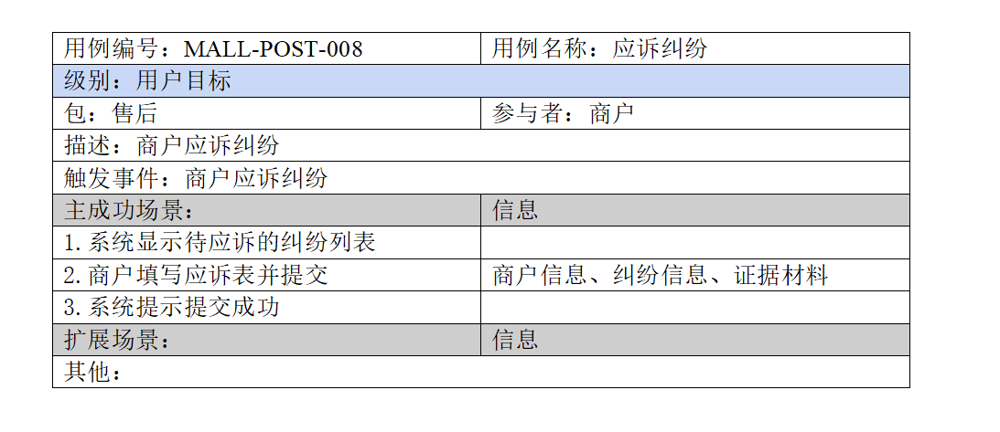 用例编号：MALL-POST-008 用例名称：应诉纠纷
级别：用户目标
包：售后 参与者：商户
描述：商户应诉纠纷
触发事件：商户应诉纠纷
主成功场景： 信息
1.系统显示待应诉的纠纷列表
2.商户填写应诉表并提交 商户信息、纠纷信息、证据材料
3.系统提示提交成功
扩展场景： 信息
其他：